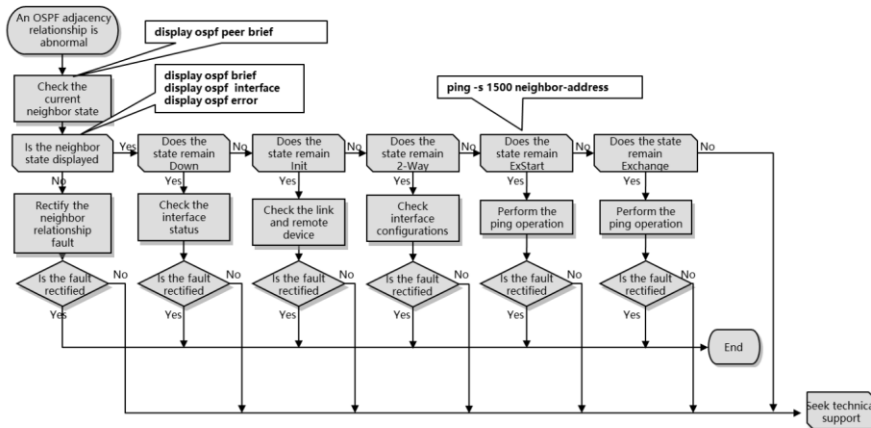 An OSPF adjacency
relationship is
abnormal
display ospf peer brief
display ospf brief
display ospf  interface
display ospf error
ping -s 1500 neighbor-address
Check the
current
neighbor state
Is the neighbor
state displayed
Yes
Does the
state remain
Down
No
Does the
state remain
Init
No
Does the
state remain
2-Way
No
Does the
state remain
ExStart
No
Does the state
remain
Exchange
No
No
Yes
Yes
Yes
Yes
Yes
Rectify the
neighbor
relationship
fault
Check the
interface
status
Check the link
and remote
device
Check
interface
configurations
Perform the
ping operation
Perform the
ping operation
Is the fault
rectified
No
Is the fault
rectified
No
Is the fault
rectified
No
Is the fault
rectified
No
Is the fault
rectified
No
Is the fault
rectified
No
Yes
Yes
Yes
Yes
Yes
Yes
End
Seek technical
support